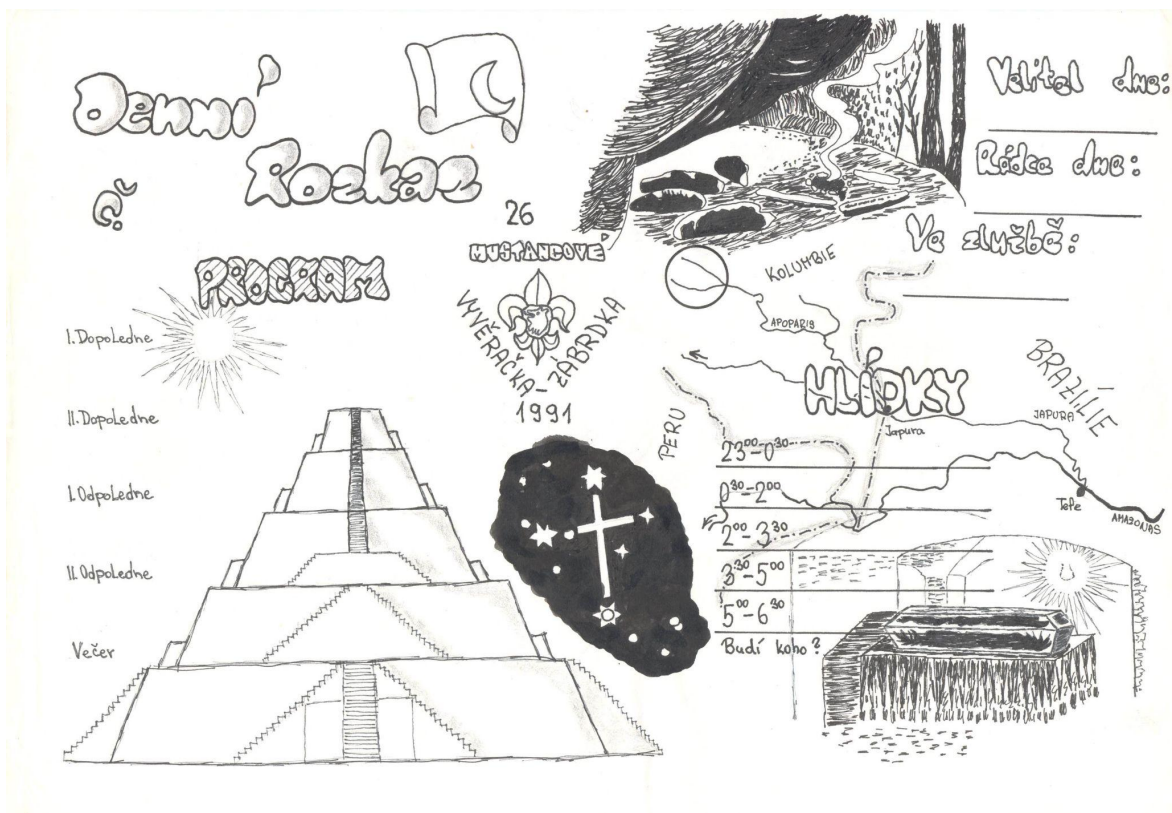 Denní
Rozkaz
č.
PROGRAM
I. Dopoledne
II. Dopoledne
I. Odpoledne
II. Odpoledne
Večer
26
MUSTANGOVÉ
VYVĚRAČKA - ZÁBRDKA
1991
Velitel dne:
Rádce dne:
Ve službě:
KOLUMBIE
APOPARIS
PERU
BRAZÍLIE
HLÍDKY
Japura
JAPURA
Tefe
AMAZONAS
23⁰⁰-0³⁰
0³⁰-2⁰⁰
2⁰⁰-3³⁰
3³⁰-5⁰⁰
5⁰⁰-6³⁰
Budí koho?